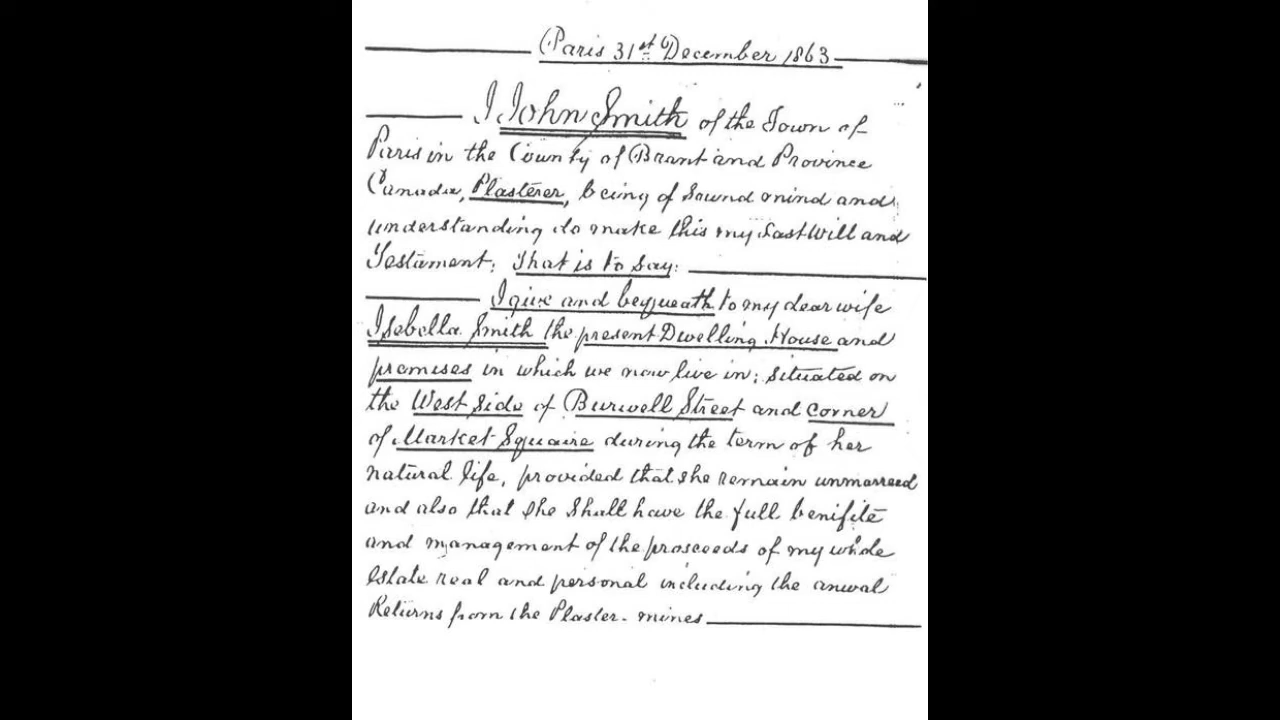 Paris 31st December 1863
I John Smith of the Town of
Paris in the County of Brant and Province
Canada, Plasterer, being of Sound mind and
understanding do make this my Last Will and
Testament; That is to Say:
I give and beqеath to my dear wife
Isebella Smith the present Dwelling House and
premises in which we now live in; situated on
the West Side of Burwell Street and corner
of Market Square during the term of her
natural life, provided that she remain unmarreed
and also that she Shall have the full benifite
and management of the prosceeds of my whole
Estate real and personal including the anual
Returns from the Plaster-mines